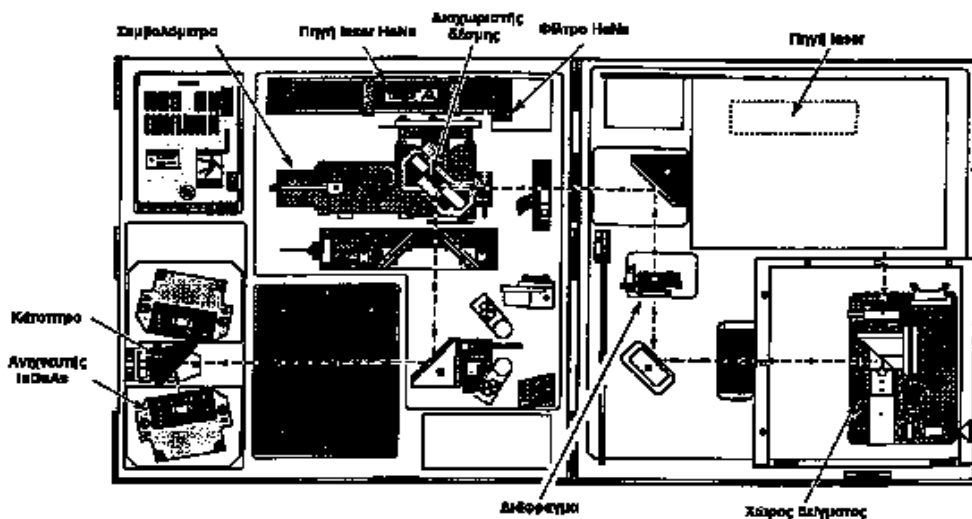 Συμβολόμετρο
Πηγή laser HeNe
Διαχωριστής
δέσμης
Φίλτρο HeNe
Πηγή laser
Κάτοπτρο
Ανιχνευτής
InGaAs
Διάφραγμα
Χώρος δείγματος